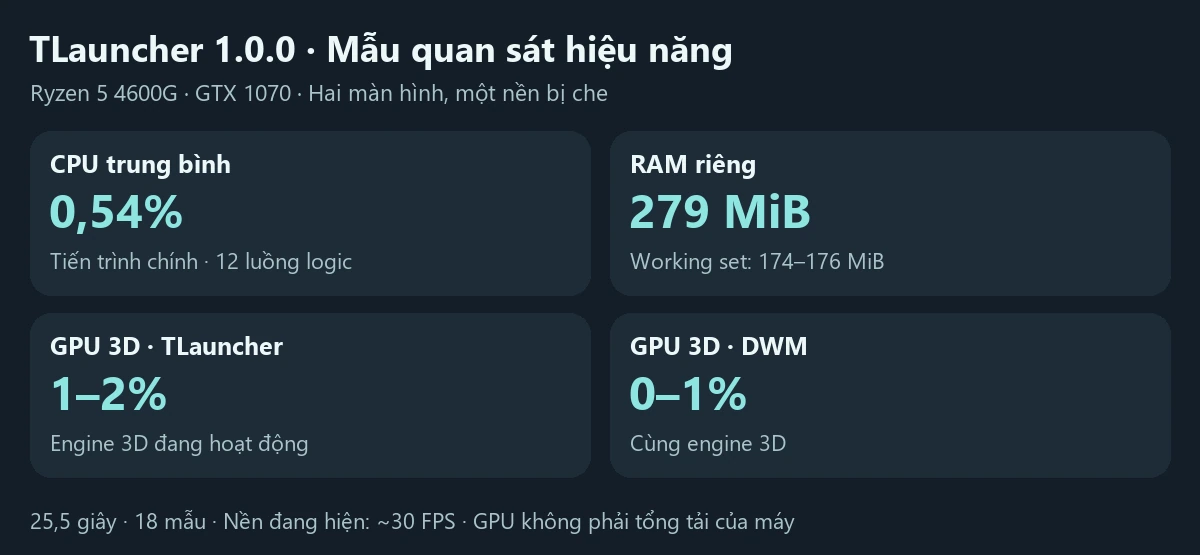 TLauncher 1.0.0 · Mẫu quan sát hiệu năng
Ryzen 5 4600G · GTX 1070 · Hai màn hình, một nền bị che
CPU trung bình
0,54%
Tiến trình chính · 12 luồng logic
RAM riêng
279 MiB
Working set: 174–176 MiB
GPU 3D · TLauncher
1–2%
Engine 3D đang hoạt động
GPU 3D · DWM
0–1%
Cùng engine 3D
25,5 giây · 18 mẫu · Nền đang hiện: ~30 FPS · GPU không phải tổng tải của máy